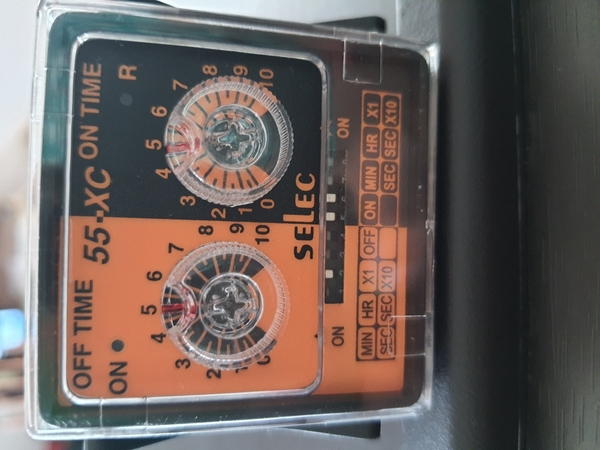 OFF TIME 55-XC ON TIME
ON R
2 3 4 5 6 7 8 9 10
0 2 3 4 5 6 7 8 9 10
SELEC
ON ON
MIN HR X1 OFF ON MIN HR X1
SEC SEC X10 SEC SEC X10